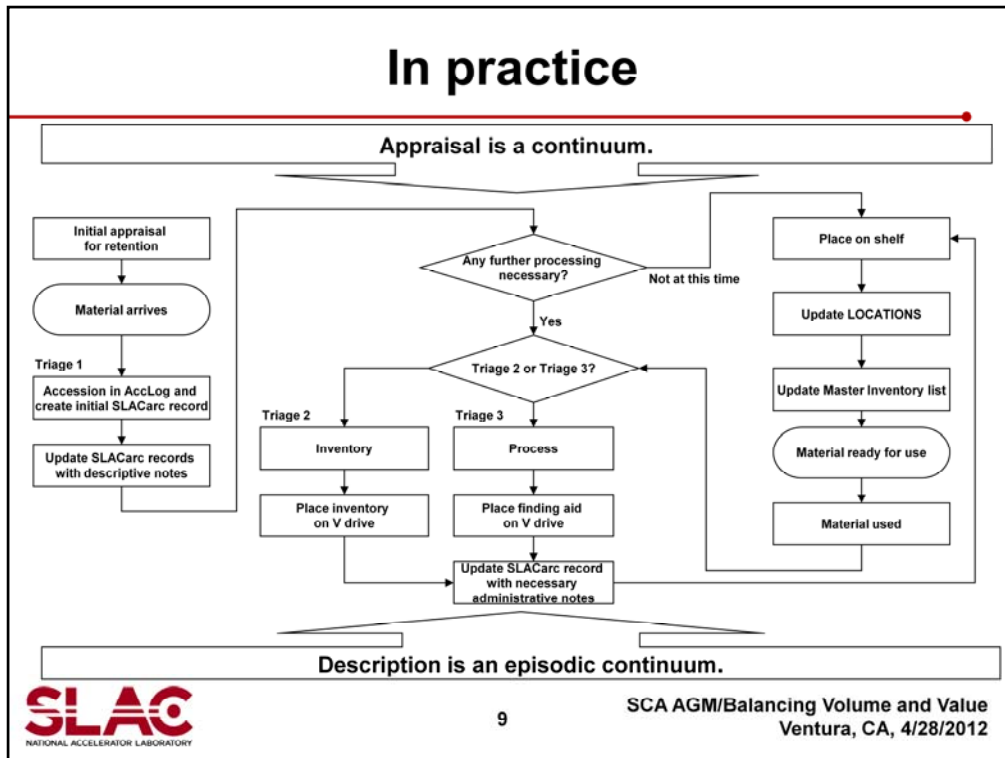 In practice
Appraisal is a continuum.
Initial appraisal
for retention
Material arrives
Triage 1
Accession in AccLog and
create initial SLACarc record
Update SLACarc records
with descriptive notes
Any further processing
necessary?
Not at this time
Yes
Triage 2 or Triage 3?
Triage 2
Inventory
Place inventory
on V drive
Triage 3
Process
Place finding aid
on V drive
Update SLACarc record
with necessary
administrative notes
Place on shelf
Update LOCATIONS
Update Master Inventory list
Material ready for use
Material used
Description is an episodic continuum.
SLAC
NATIONAL ACCELERATOR LABORATORY
9
SCA AGM/Balancing Volume and Value
Ventura, CA, 4/28/2012